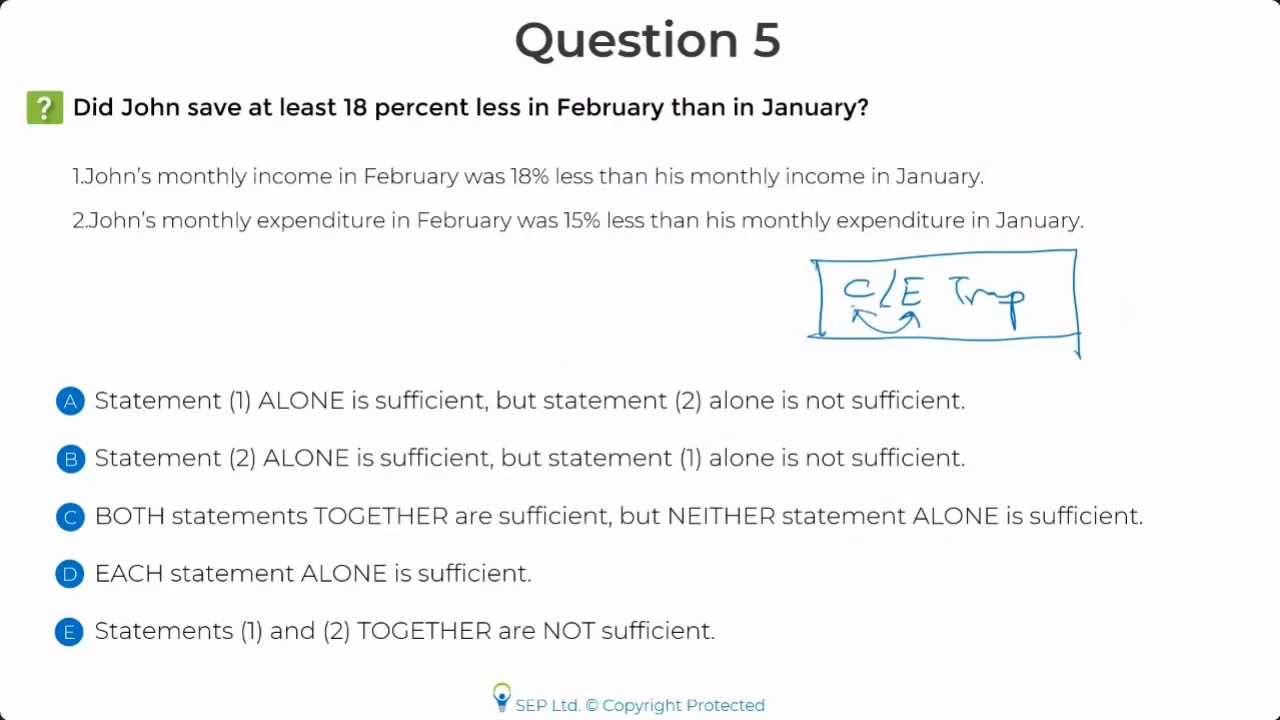 Question 5
? Did John save at least 18 percent less in February than in January?
1.John's monthly income in February was 18% less than his monthly income in January.
2.John's monthly expenditure in February was 15% less than his monthly expenditure in January.
C/E Trap
A Statement (1) ALONE is sufficient, but statement (2) alone is not sufficient.
B Statement (2) ALONE is sufficient, but statement (1) alone is not sufficient.
C BOTH statements TOGETHER are sufficient, but NEITHER statement ALONE is sufficient.
D EACH statement ALONE is sufficient.
E Statements (1) and (2) TOGETHER are NOT sufficient.
SEP Ltd. © Copyright Protected